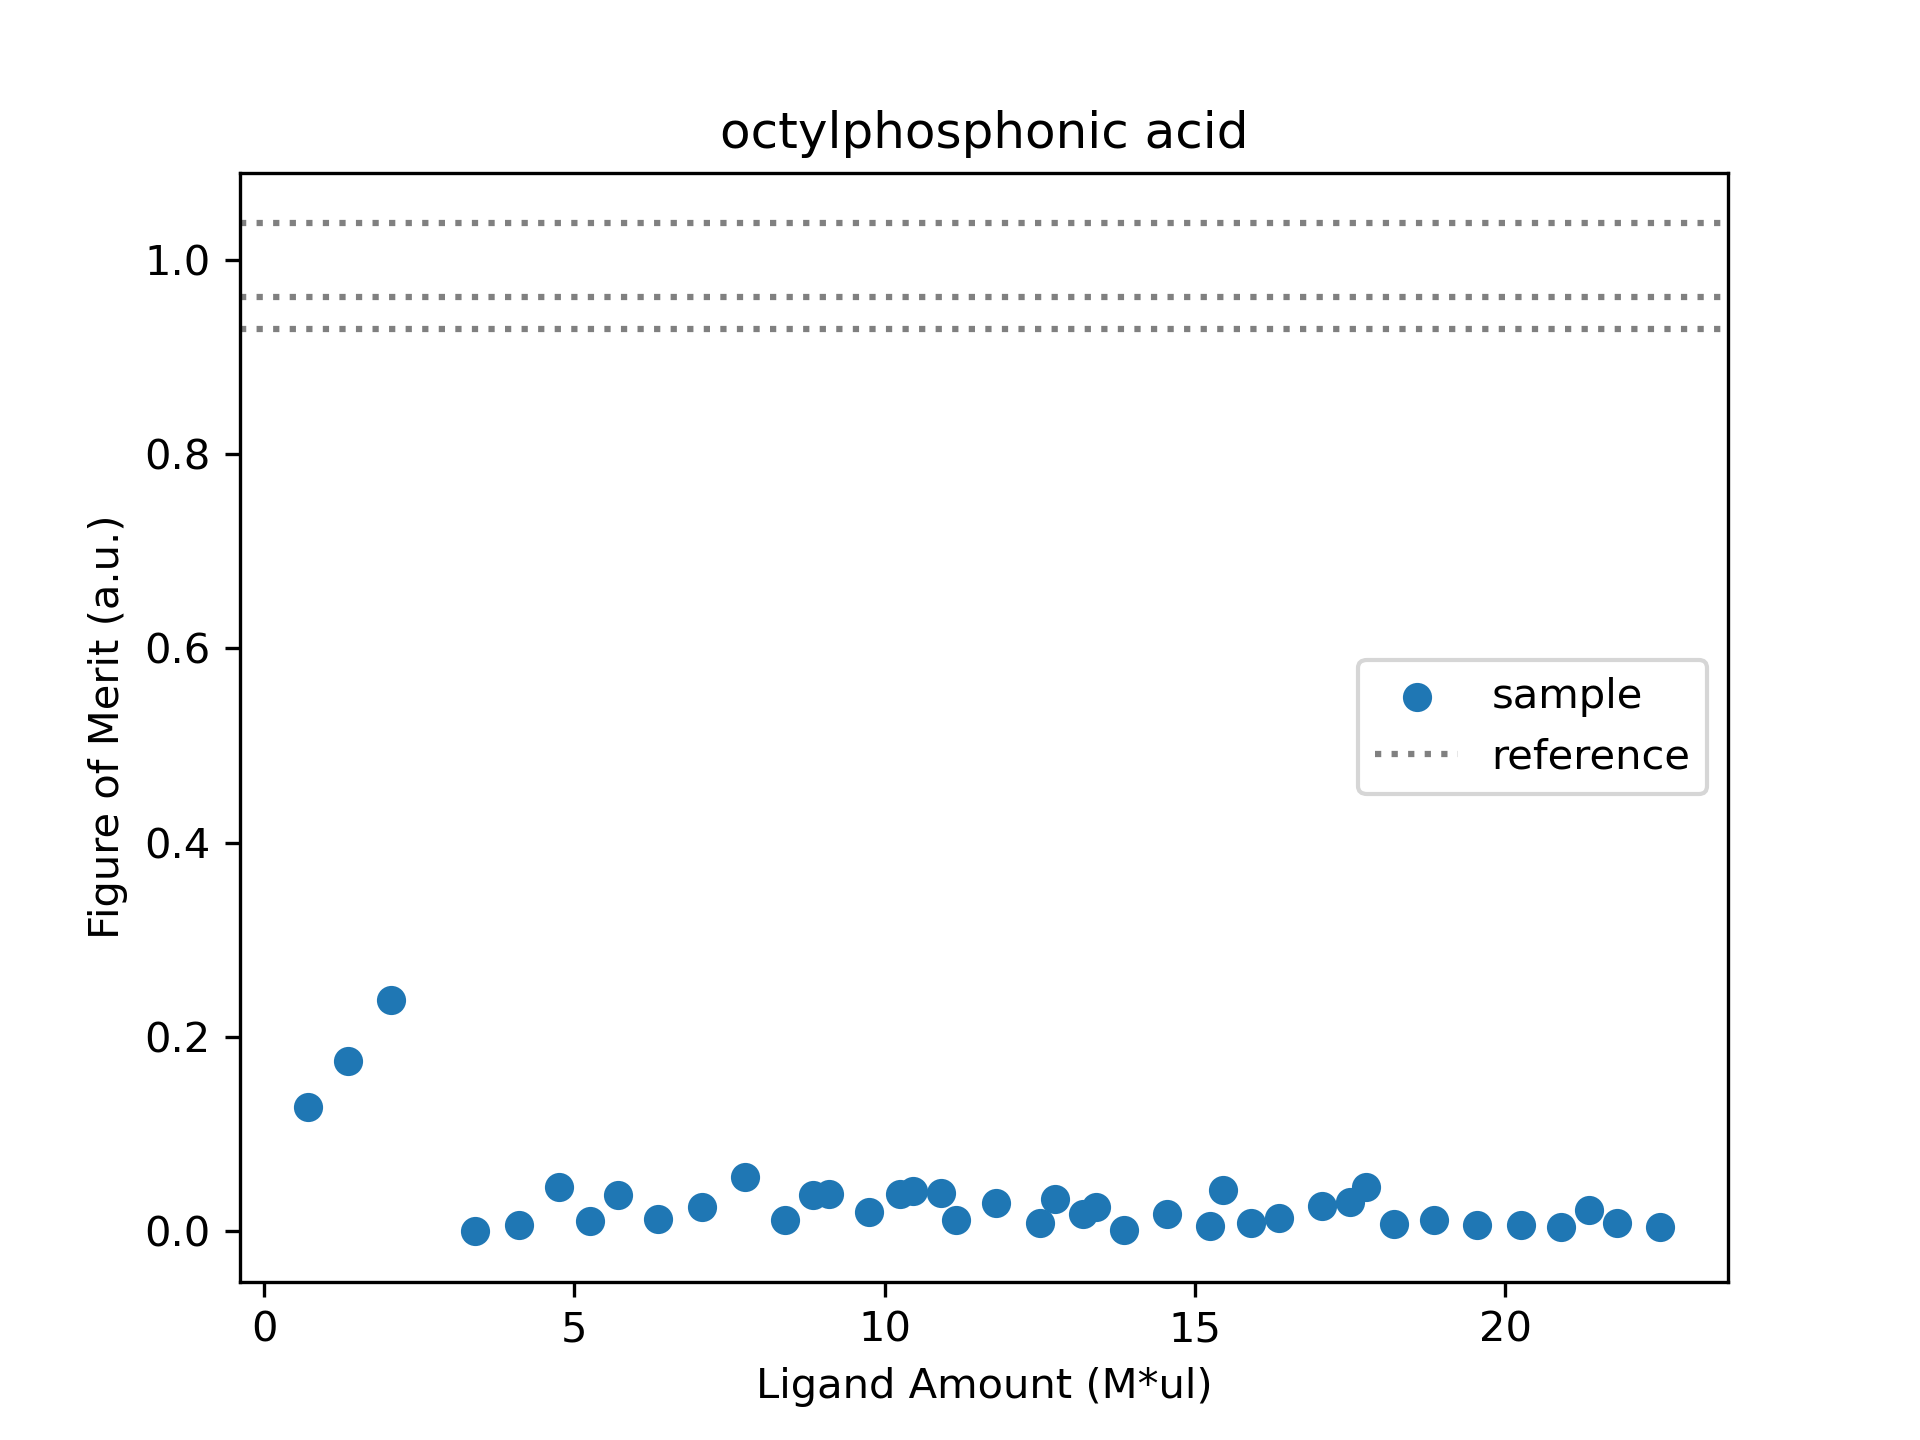 octylphosphonic acid
1.0
0.8
0.6
0.4
0.2
0.0
Figure of Merit (a.u.)
sample
reference
0 5 10 15 20
Ligand Amount (M*ul)